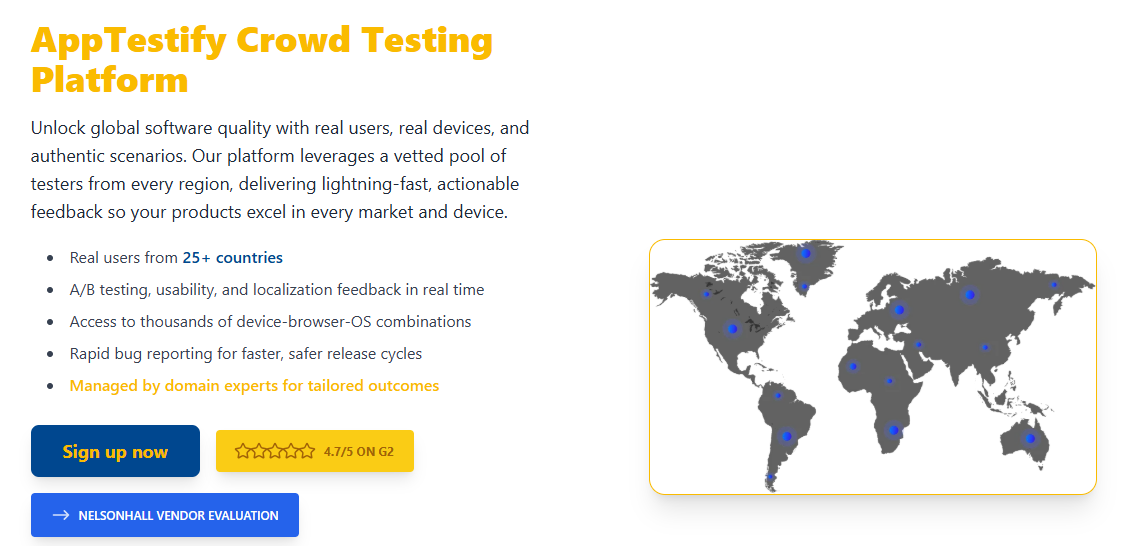 AppTestify Crowd Testing
Platform
Unlock global software quality with real users, real devices, and
authentic scenarios. Our platform leverages a vetted pool of
testers from every region, delivering lightning-fast, actionable
feedback so your products excel in every market and device.
Real users from 25+ countries
A/B testing, usability, and localization feedback in real time
Access to thousands of device-browser-OS combinations
Rapid bug reporting for faster, safer release cycles
Managed by domain experts for tailored outcomes
Sign up now
4.7/5 ON G2
NELSONHALL VENDOR EVALUATION